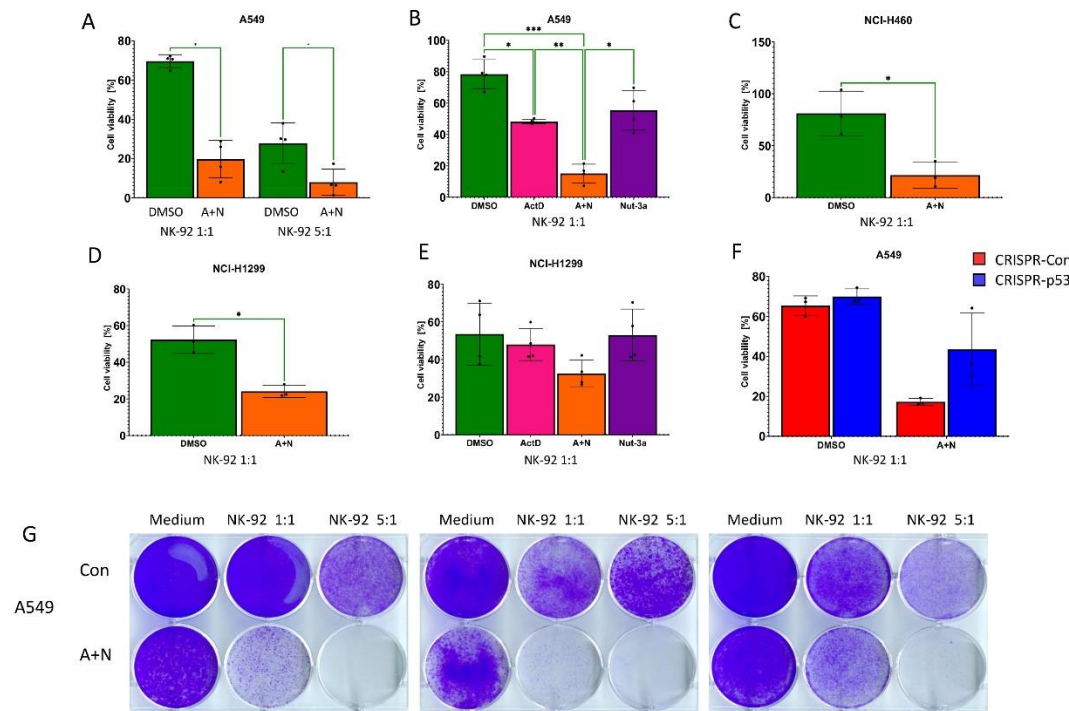 A
A549
Cell viability [%]
80
60
40
20
0
DMSO A+N DMSO A+N
NK-92 1:1 NK-92 5:1
B
A549
Cell viability [%]
100
80
60
40
20
0
***
* ** *
DMSO ActD A+N Nut-3a
NK-92 1:1
C
NCI-H460
Cell viability [%]
150
100
50
0
*
DMSO A+N
NK-92 1:1
D
NCI-H1299
Cell viability [%]
80
60
40
20
0
*
DMSO A+N
NK-92 1:1
E
NCI-H1299
Cell viability [%]
100
80
60
40
20
0
DMSO ActD A+N Nut-3a
NK-92 1:1
F
A549
CRISPR-Con
CRISPR-p53
Cell viability [%]
80
60
40
20
0
DMSO A+N
NK-92 1:1
G
Medium NK-92 1:1 NK-92 5:1 Medium NK-92 1:1 NK-92 5:1 Medium NK-92 1:1 NK-92 5:1
Con
A549
A+N